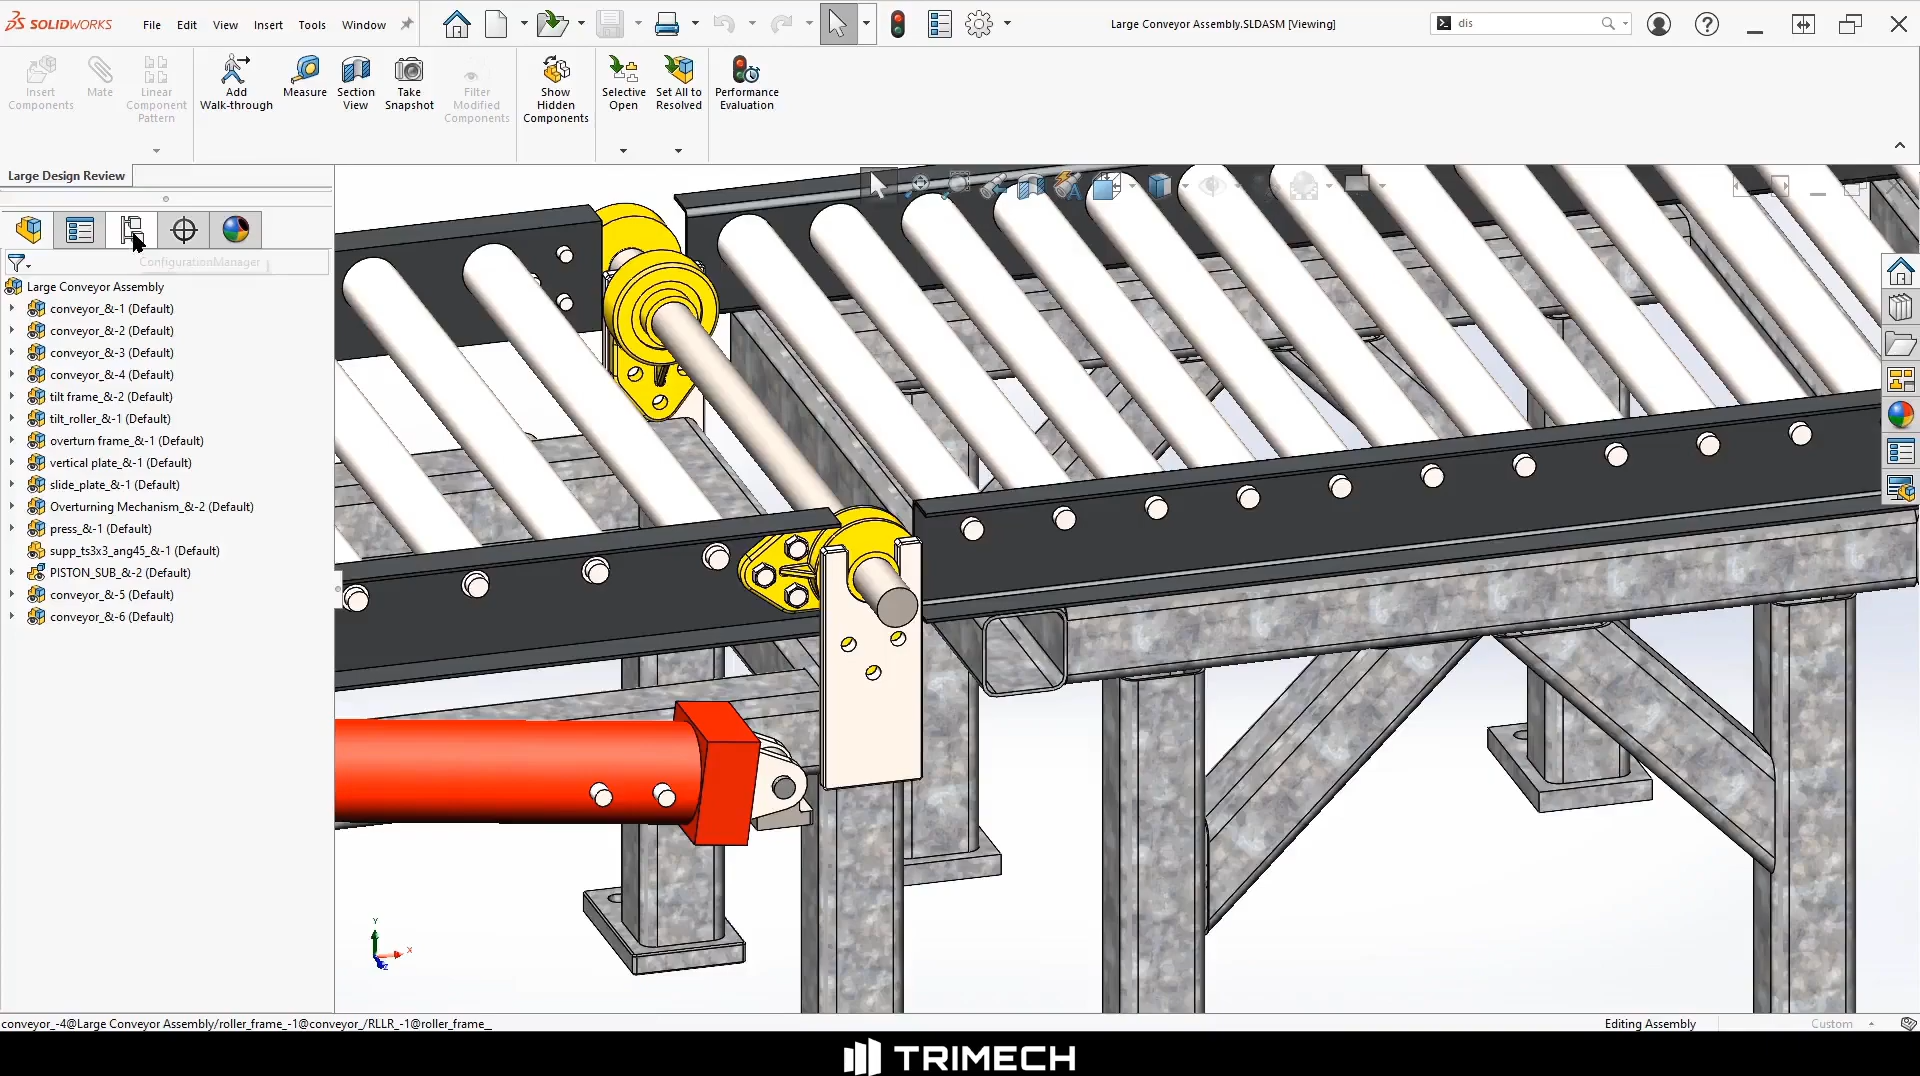 SOLIDWORKS File Edit View Insert Tools Window Large Conveyor Assembly.SLDASM [Viewing] dis
Insert Components
Mate
Linear Component Pattern
Add Walk-through
Measure
Section View
Take Snapshot
Filter Modified Components
Show Hidden Components
Selective Open
Set All to Resolved
Performance Evaluation
Large Design Review
ConfigurationManager
Large Conveyor Assembly
conveyor_&-1 (Default)
conveyor_&-2 (Default)
conveyor_&-3 (Default)
conveyor_&-4 (Default)
tilt frame_&-2 (Default)
tilt_roller_&-1 (Default)
overturn frame_&-1 (Default)
vertical plate_&-1 (Default)
slide_plate_&-1 (Default)
Overturning Mechanism_&-2 (Default)
press_&-1 (Default)
supp_ts3x3_ang45_&-1 (Default)
PISTON_SUB_&-2 (Default)
conveyor_&-5 (Default)
conveyor_&-6 (Default)
Y
X
Z
conveyor_-4@Large Conveyor Assembly/roller_frame_-1@conveyor_/RLLR_-1@roller_frame_ Editing Assembly Custom
TRIMECH